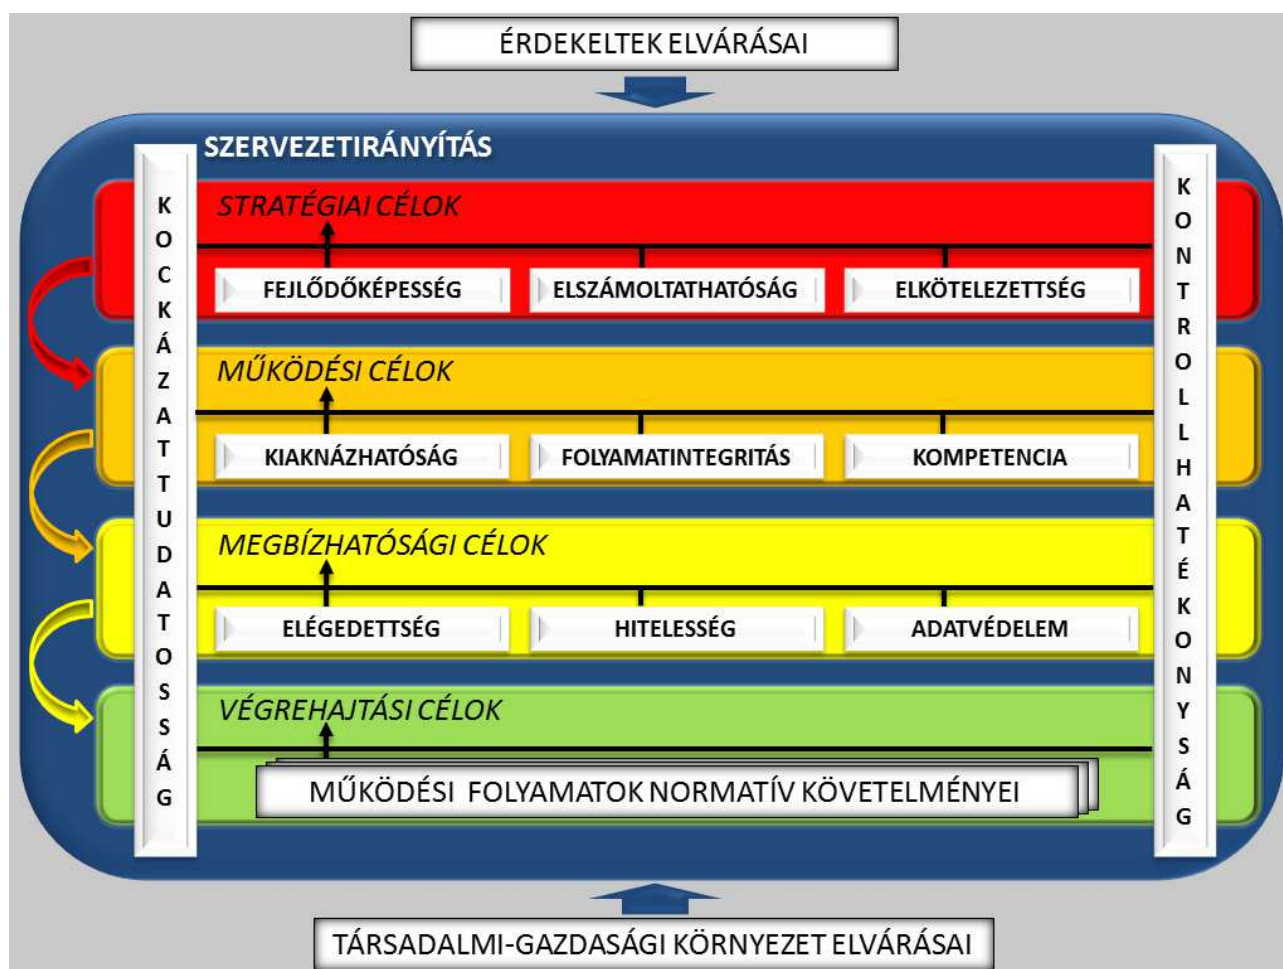 ÉRDEKELTEK ELVÁRÁSAI
SZERVEZETIRÁNYÍTÁS
KOCKÁZATTUDATOSSÁG
KONTROLLHATÉKONYSÁG
STRATÉGIAI CÉLOK
FEJLŐDŐKÉPESSÉG
ELSZÁMOLTATHATÓSÁG
ELKÖTELEZETTSÉG
MŰKÖDÉSI CÉLOK
KIAKNÁZHATÓSÁG
FOLYAMATINTEGRITÁS
KOMPETENCIA
MEGBÍZHATÓSÁGI CÉLOK
ELÉGEDETTSÉG
HITELESSÉG
ADATVÉDELEM
VÉGREHAJTÁSI CÉLOK
MŰKÖDÉSI FOLYAMATOK NORMATÍV KÖVETELMÉNYEI
TÁRSADALMI-GAZDASÁGI KÖRNYEZET ELVÁRÁSAI